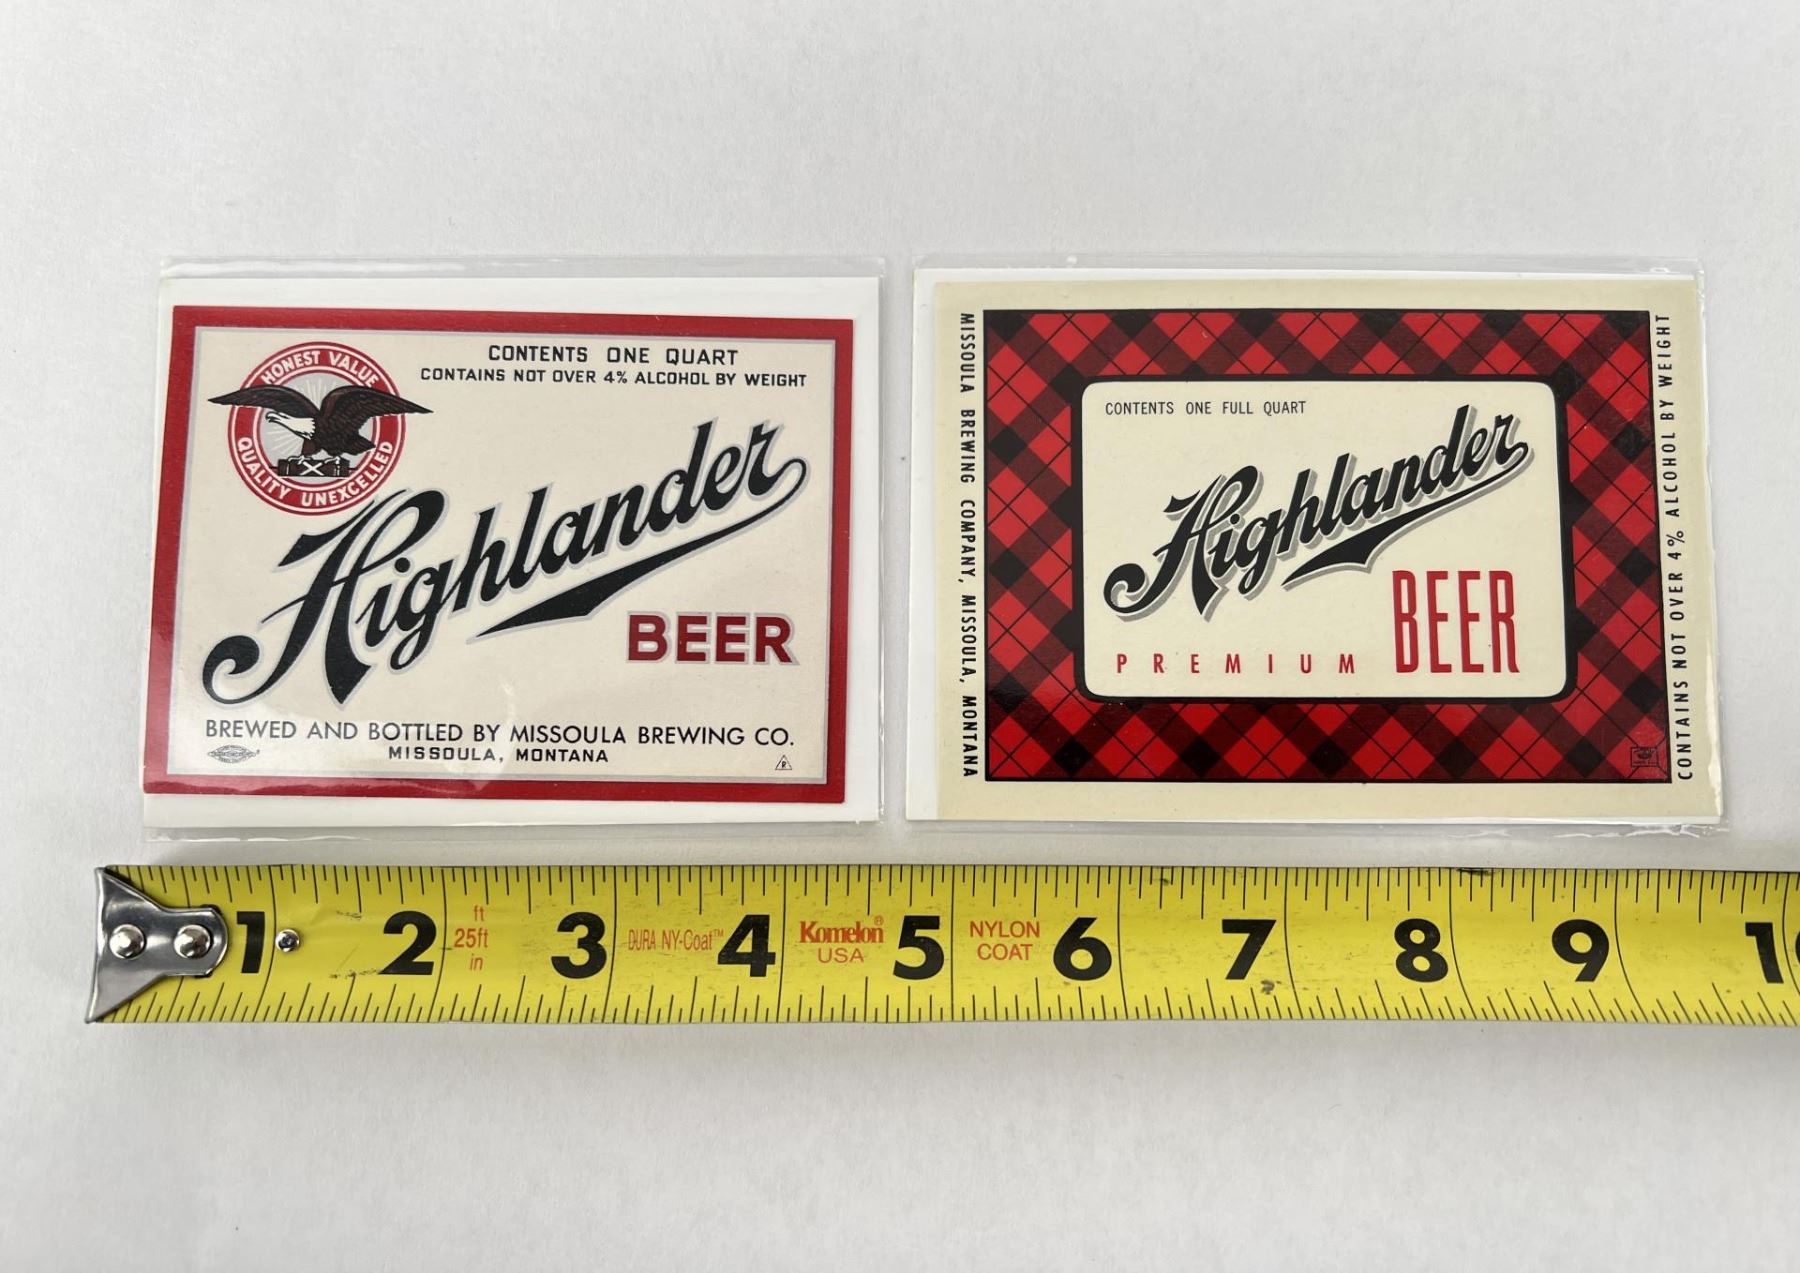 HONEST VALUE
QUALITY UNEXCELLED
CONTENTS ONE QUART
CONTAINS NOT OVER 4% ALCOHOL BY WEIGHT
Highlander
BEER
BREWED AND BOTTLED BY MISSOULA BREWING CO.
MISSOULA, MONTANA
R
MISSOULA BREWING COMPANY, MISSOULA, MONTANA
CONTENTS ONE FULL QUART
Highlander
PREMIUM BEER
CONTAINS NOT OVER 4% ALCOHOL BY WEIGHT
1 2 3 4 5 6 7 8 9 10
ft
25ft
in
DURA NY-Coat™
Komelon®
USA
NYLON
COAT